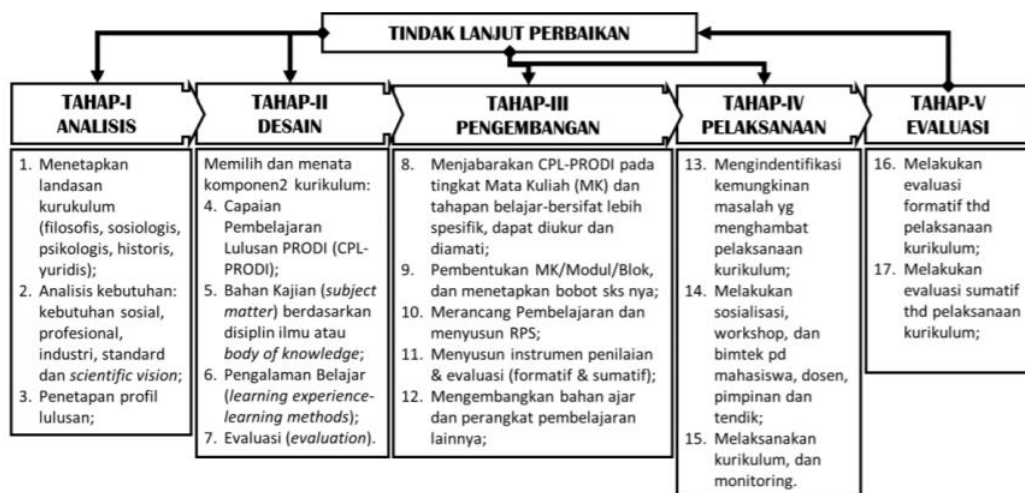 TINDAK LANJUT PERBAIKAN
TAHAP-I
ANALISIS
1. Menetapkan
landasan
kurukulum
(filosofis, sosiologis,
psikologis, historis,
yuridis);
2. Analisis kebutuhan:
kebutuhan sosial,
profesional,
industri, standard
dan scientific vision;
3. Penetapan profil
lulusan;
TAHAP-II
DESAIN
Memilih dan menata
komponen2 kurikulum:
4. Capaian
Pembelajaran
Lulusan PRODI (CPL-
PRODI);
5. Bahan Kajian (subject
matter) berdasarkan
disiplin ilmu atau
body of knowledge;
6. Pengalaman Belajar
(learning experience-
learning methods);
7. Evaluasi (evaluation).
TAHAP-III
PENGEMBANGAN
8. Menjabarakan CPL-PRODI pada
tingkat Mata Kuliah (MK) dan
tahapan belajar-bersifat lebih
spesifik, dapat diukur dan
diamati;
9. Pembentukan MK/Modul/Blok,
dan menetapkan bobot sks nya;
10. Merancang Pembelajaran dan
menyusun RPS;
11. Menyusun instrumen penilaian
& evaluasi (formatif & sumatif);
12. Mengembangkan bahan ajar
dan perangkat pembelajaran
lainnya;
TAHAP-IV
PELAKSANAAN
13. Mengidentifikasi
kemungkinan
masalah yg
menghambat
pelaksanaan
kurikulum;
14. Melakukan
sosialisasi,
workshop, dan
bimtek pd
mahasiswa, dosen,
pimpinan dan
tendik;
15. Melaksanakan
kurikulum, dan
monitoring.
TAHAP-V
EVALUASI
16. Melakukan
evaluasi
formatif thd
pelaksanaan
kurikulum;
17. Melakukan
evaluasi sumatif
thd pelaksanaan
kurikulum;